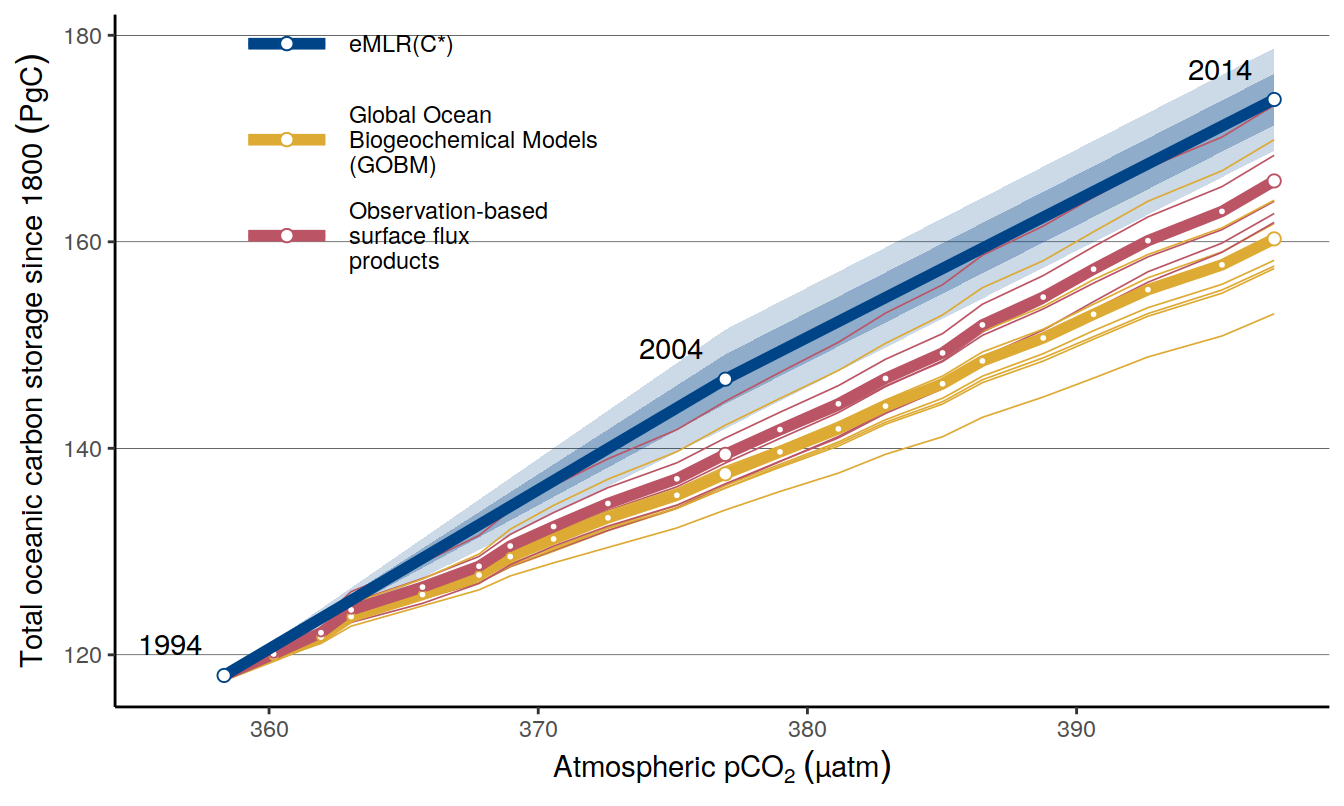 Total oceanic carbon storage since 1800 (PgC)
180
160
140
120
eMLR(C*)
Global Ocean
Biogeochemical Models
(GOBM)
Observation-based
surface flux
products
1994
2004
2014
360
370
380
390
Atmospheric pCO₂ (µatm)